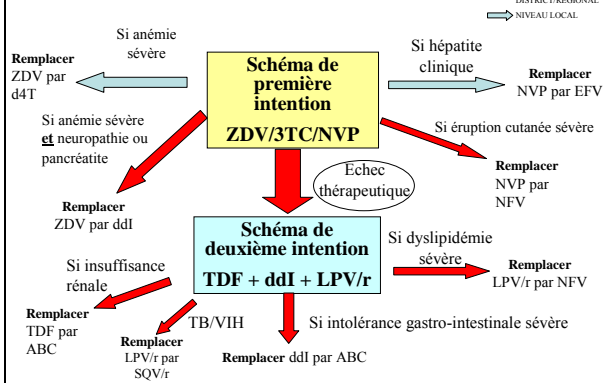 DISTRICT/REGIONAL
NIVEAU LOCAL
Si anémie
sévère
Remplacer
ZDV par
d4T
Schéma de
première
intention
ZDV/3TC/NVP
Si hépatite
clinique
Remplacer
NVP par EFV
Si anémie sévère
et neuropathie ou
pancréatite
Remplacer
ZDV par ddI
Si éruption cutanée sévère
Remplacer
NVP par
NFV
Echec
thérapeutique
Schéma de
deuxième intention
TDF + ddI + LPV/r
Si dyslipidémie
sévère
Remplacer
LPV/r par NFV
Si insuffisance
rénale
Remplacer
TDF par
ABC
TB/VIH
Remplacer
LPV/r par
SQV/r
Si intolérance gastro-intestinale sévère
Remplacer ddI par ABC